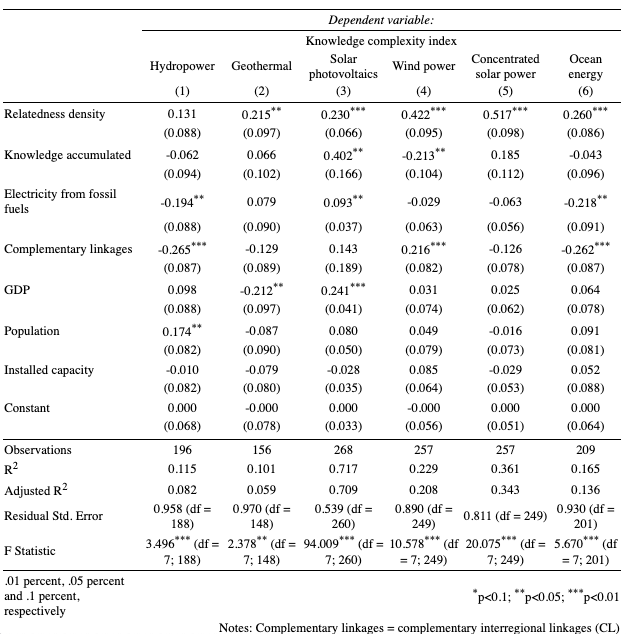 Dependent variable:
Knowledge complexity index
Hydropower Geothermal Solar photovoltaics Wind power Concentrated solar power Ocean energy
(1) (2) (3) (4) (5) (6)
Relatedness density 0.131 0.215** 0.230*** 0.422*** 0.517*** 0.260***
(0.088) (0.097) (0.066) (0.095) (0.098) (0.086)
Knowledge accumulated -0.062 0.066 0.402** -0.213** 0.185 -0.043
(0.094) (0.102) (0.166) (0.104) (0.112) (0.096)
Electricity from fossil fuels -0.194** 0.079 0.093** -0.029 -0.063 -0.218**
(0.088) (0.090) (0.037) (0.063) (0.056) (0.091)
Complementary linkages -0.265*** -0.129 0.143 0.216*** -0.126 -0.262***
(0.087) (0.089) (0.189) (0.082) (0.078) (0.087)
GDP 0.098 -0.212** 0.241*** 0.031 0.025 0.064
(0.088) (0.097) (0.041) (0.074) (0.062) (0.078)
Population 0.174** -0.087 0.080 0.049 -0.016 0.091
(0.082) (0.090) (0.050) (0.079) (0.073) (0.081)
Installed capacity -0.010 -0.079 -0.028 0.085 -0.029 0.052
(0.082) (0.080) (0.035) (0.064) (0.053) (0.088)
Constant 0.000 -0.000 0.000 -0.000 0.000 0.000
(0.068) (0.078) (0.033) (0.056) (0.051) (0.064)
Observations 196 156 268 257 257 209
R2 0.115 0.101 0.717 0.229 0.361 0.165
Adjusted R2 0.082 0.059 0.709 0.208 0.343 0.136
Residual Std. Error 0.958 (df = 188) 0.970 (df = 148) 0.539 (df = 260) 0.890 (df = 249) 0.811 (df = 249) 0.930 (df = 201)
F Statistic 3.496*** (df = 7; 188) 2.378** (df = 7; 148) 94.009*** (df = 7; 260) 10.578*** (df = 7; 249) 20.075*** (df = 7; 249) 5.670*** (df = 7; 201)
.01 percent, .05 percent
and .1 percent,
respectively
*p<0.1; **p<0.05; ***p<0.01
Notes: Complementary linkages = complementary interregional linkages (CL)